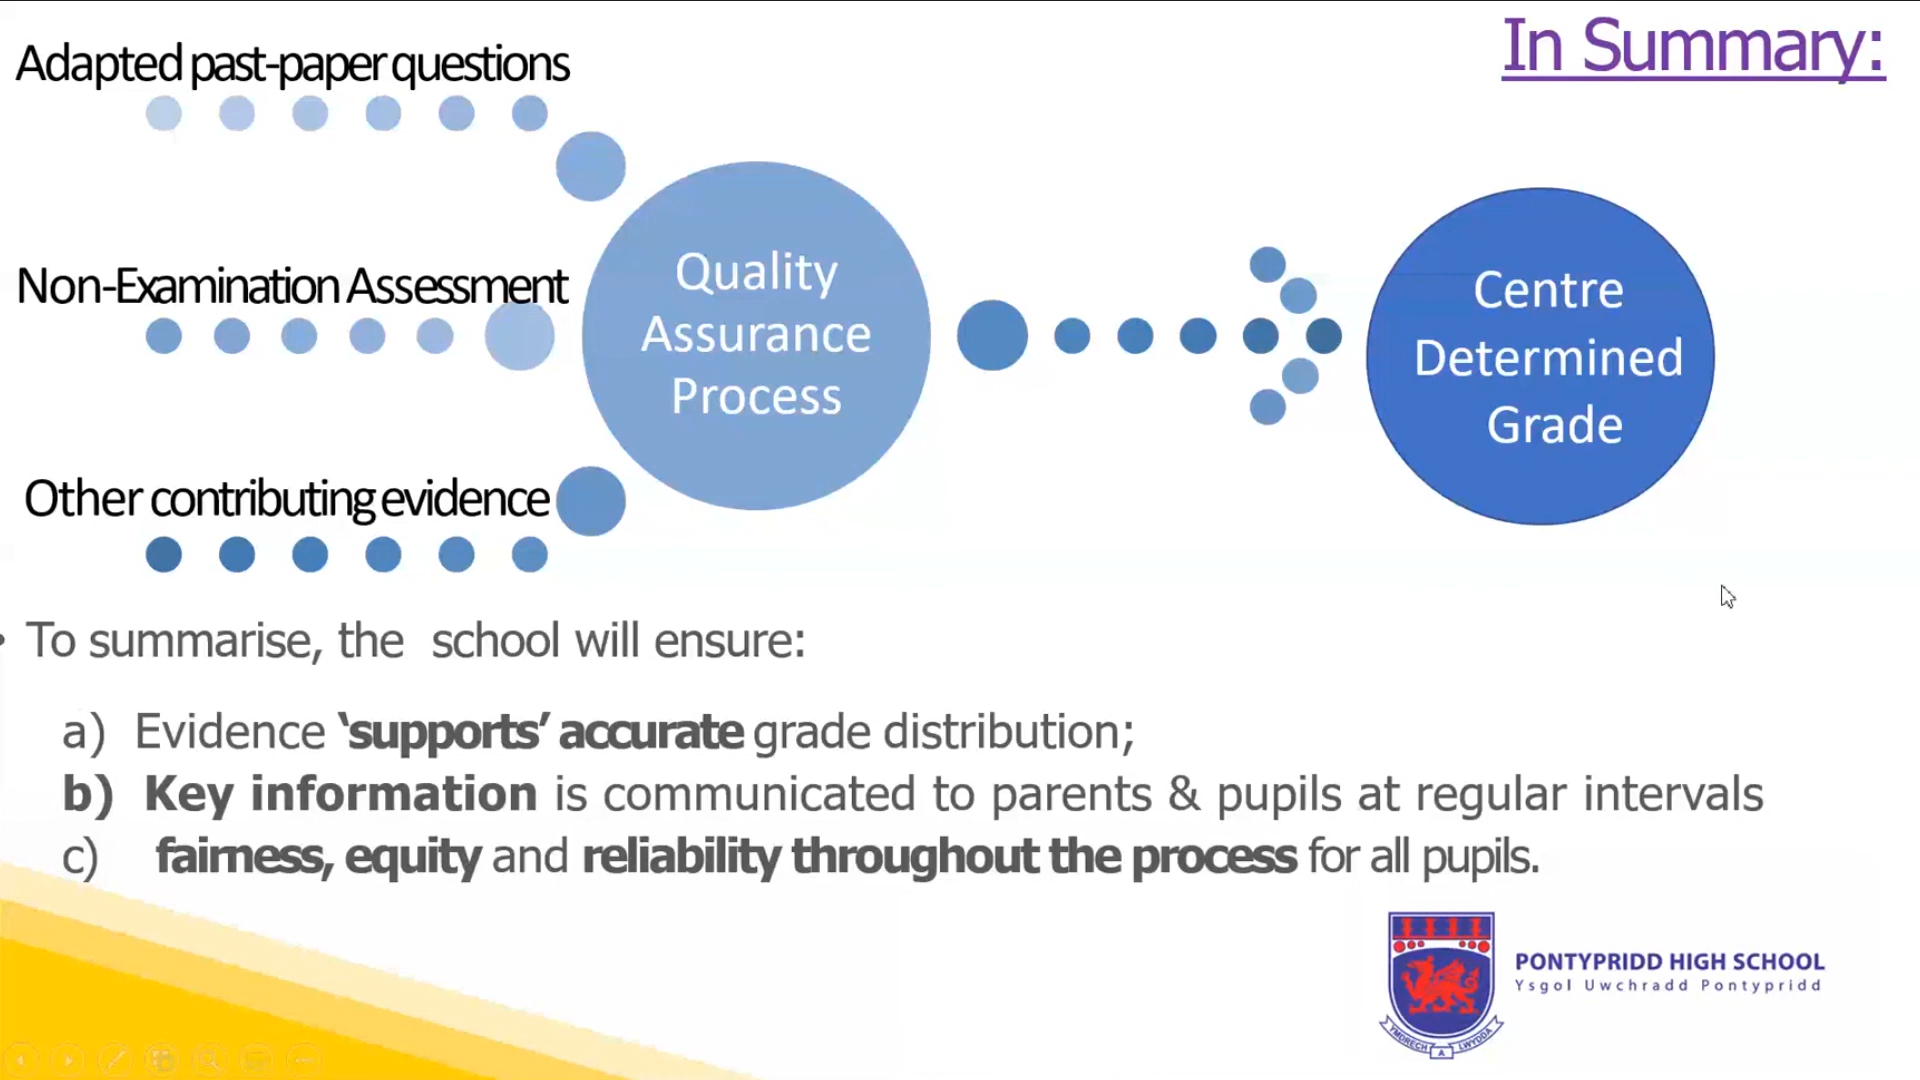 In Summary:
Adapted past-paper questions
Non-Examination Assessment
Other contributing evidence
Quality
Assurance
Process
Centre
Determined
Grade
• To summarise, the school will ensure:
a) Evidence ‘supports’ accurate grade distribution;
b) Key information is communicated to parents & pupils at regular intervals
c) fairness, equity and reliability throughout the process for all pupils.
PONTYPRIDD HIGH SCHOOL
Ysgol Uwchradd Pontypridd
YMDRECH A LWYDDA